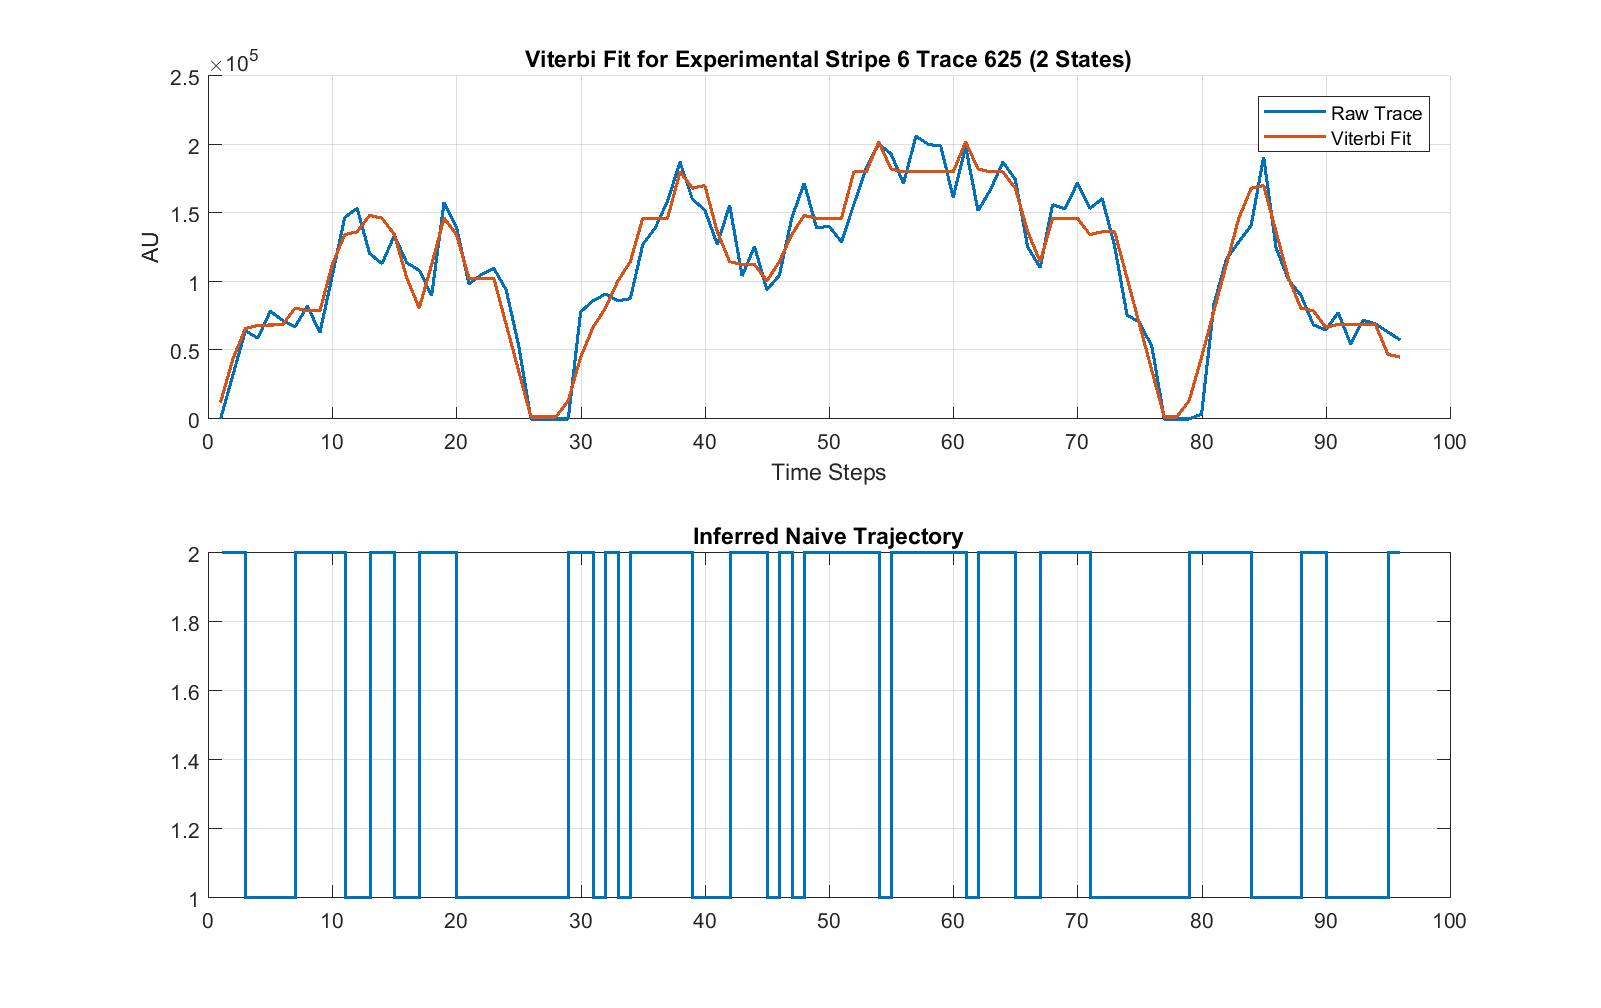 Viterbi Fit for Experimental Stripe 6 Trace 625 (2 States)
×10^5
2.5
2
1.5
1
0.5
0
AU
Raw Trace
Viterbi Fit
0 10 20 30 40 50 60 70 80 90 100
Time Steps
Inferred Naive Trajectory
2
1.8
1.6
1.4
1.2
1
0 10 20 30 40 50 60 70 80 90 100